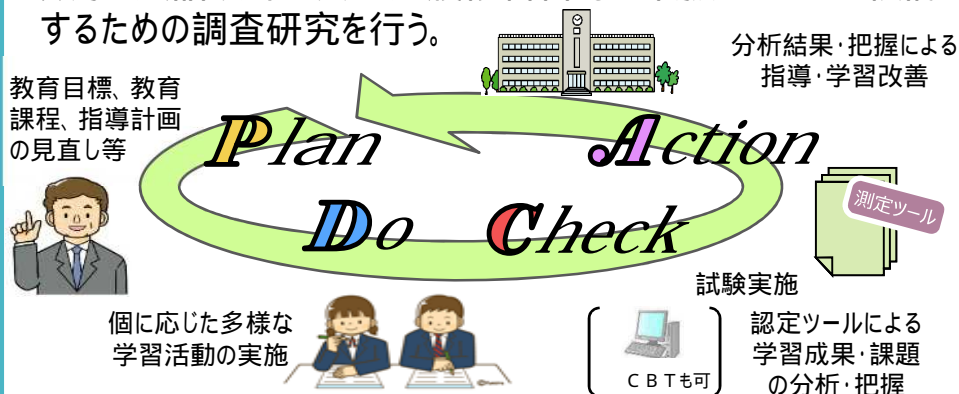 するための調査研究を行う。
分析結果・把握による
指導・学習改善
教育目標、教育
課程、指導計画
の見直し等
Plan
Action
測定ツール
Do
Check
試験実施
個に応じた多様な
学習活動の実施
CBTも可
認定ツールによる
学習成果・課題
の分析・把握